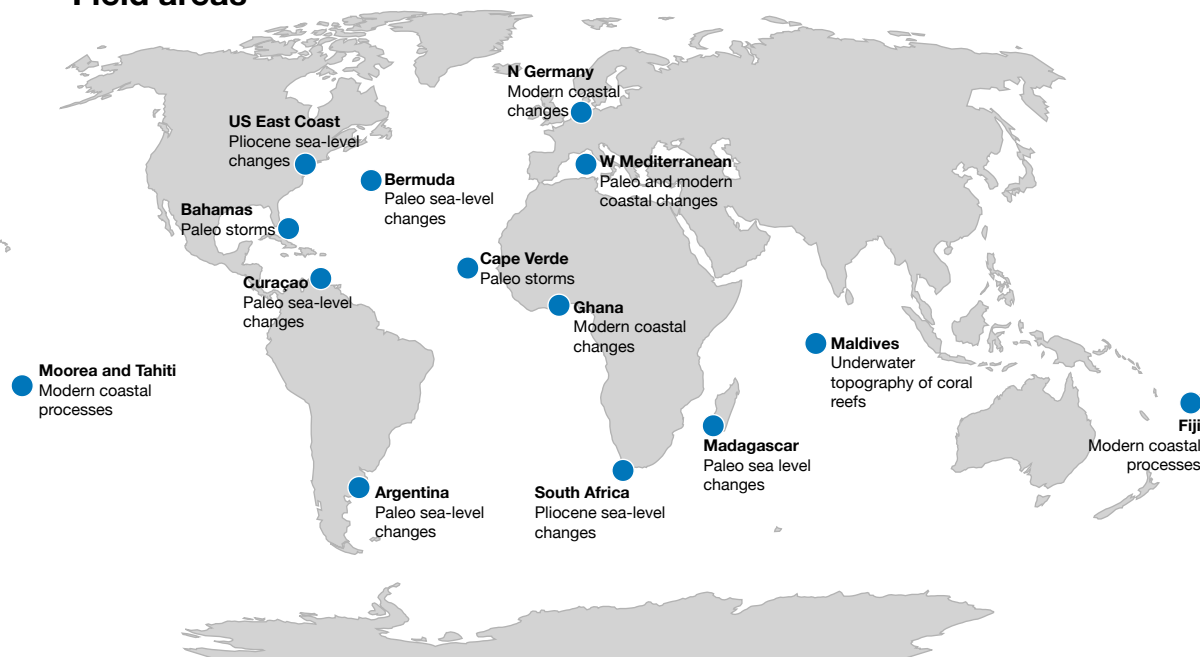 Field areas
N Germany
Modern coastal
changes
US East Coast
Pliocene sea-level
changes
W Mediterranean
Paleo and modern
coastal changes
Bermuda
Paleo sea-level
changes
Bahamas
Paleo storms
Cape Verde
Paleo storms
Curaçao
Paleo sea-level
changes
Ghana
Modern coastal
changes
Maldives
Underwater
topography of coral
reefs
Moorea and Tahiti
Modern coastal
processes
Fiji
Modern coastal
processes
Madagascar
Paleo sea level
changes
Argentina
Paleo sea-level
changes
South Africa
Pliocene sea-level
changes